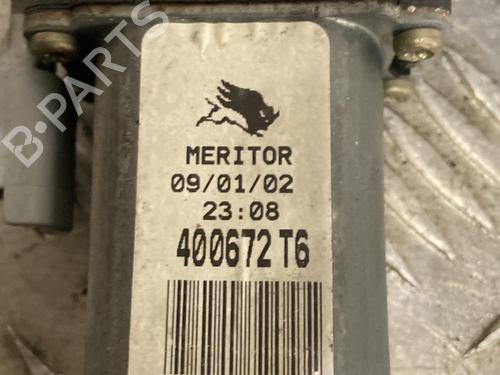 MERITOR
09/01/02
23:08
400672 T6
B-PARTS